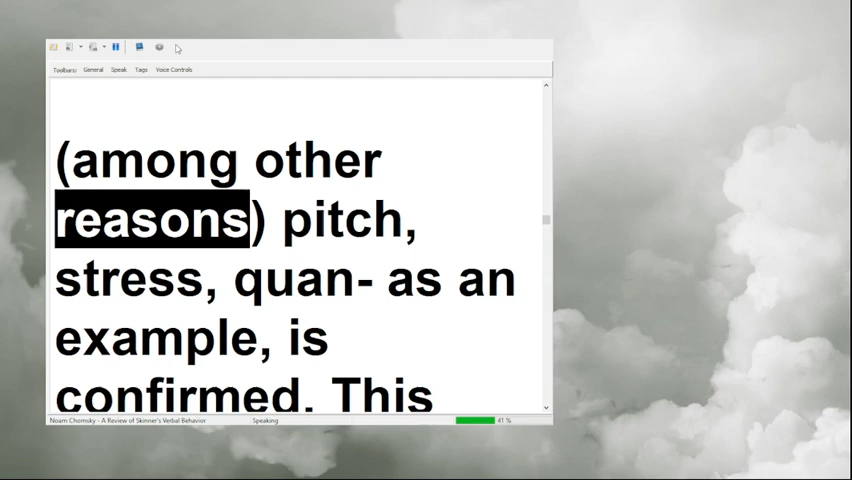 Toolbars: General Speak Tags Voice Controls
(among other
reasons) pitch,
stress, quan- as an
example, is
confirmed. This
Noam Chomsky - A Review of Skinner's Verbal Behavior Speaking 41 %